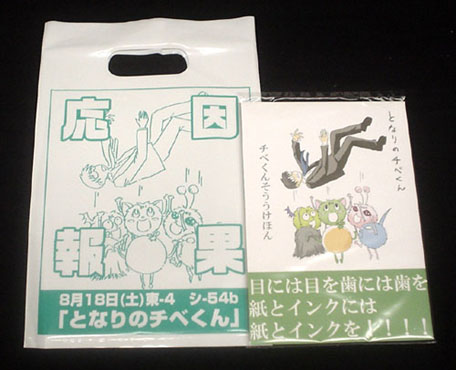 因果
応報
8月18日(土)東-4 シ-54b
「となりのチベくん」
となりのチベくん
チベくんそううけほん
目には目を歯には歯を
紙とインクには
紙とインクを!!!!